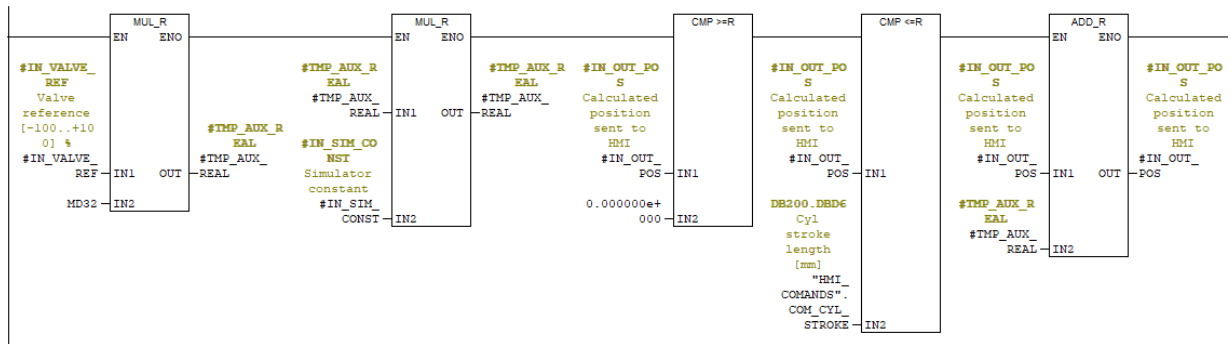 MUL_R
EN ENO
#IN_VALVE_
REF
Valve
reference
[-100..+10
0] %
#IN_VALVE_
REF IN1
MD32 IN2
OUT
#TMP_AUX_R
EAL
#TMP_AUX_
REAL
MUL_R
EN ENO
#TMP_AUX_R
EAL
#TMP_AUX_
REAL IN1
#IN_SIM_CO
NST
Simulator
constant
#IN_SIM_
CONST IN2
OUT
#TMP_AUX_R
EAL
#TMP_AUX_
REAL
CMP >=R
#IN_OUT_PO
S
Calculated
position
sent to
HMI
#IN_OUT_
POS IN1
0.000000e+
000 IN2
CMP <=R
#IN_OUT_PO
S
Calculated
position
sent to
HMI
#IN_OUT_
POS IN1
DB200.DBD6
Cyl
stroke
length
[mm]
"HMI_
COMANDS".
COM_CYL_
STROKE IN2
ADD_R
EN ENO
#IN_OUT_PO
S
Calculated
position
sent to
HMI
#IN_OUT_
POS IN1
#TMP_AUX_R
EAL
#TMP_AUX_
REAL IN2
OUT
#IN_OUT_PO
S
Calculated
position
sent to
HMI
#IN_OUT_
POS